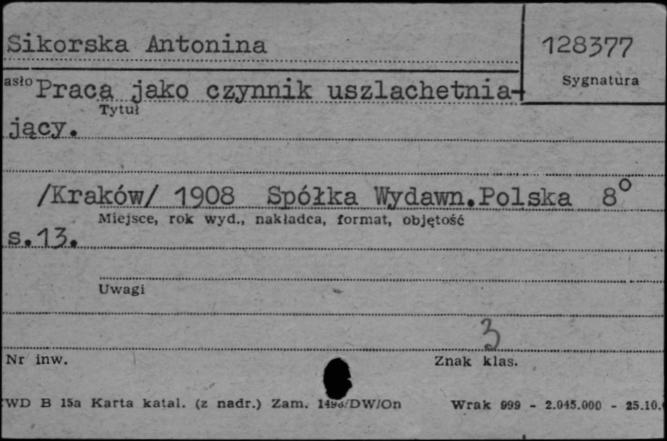 Sikorska Antonina
128377
Sygnatura
asło Praca jako czynnik uszlachetnia-
Tytuł
jący.
/Kraków/ 1908 Spółka Wydawn.Polska 8°
Miejsce, rok wyd., nakładca, format, objętość
s.13.
Uwagi
3
Nr inw.
Znak klas.
WD B 15a Karta katal. (z nadr.) Zam. /DW/On Wrak 999 - 2.045.000 - 25.10.